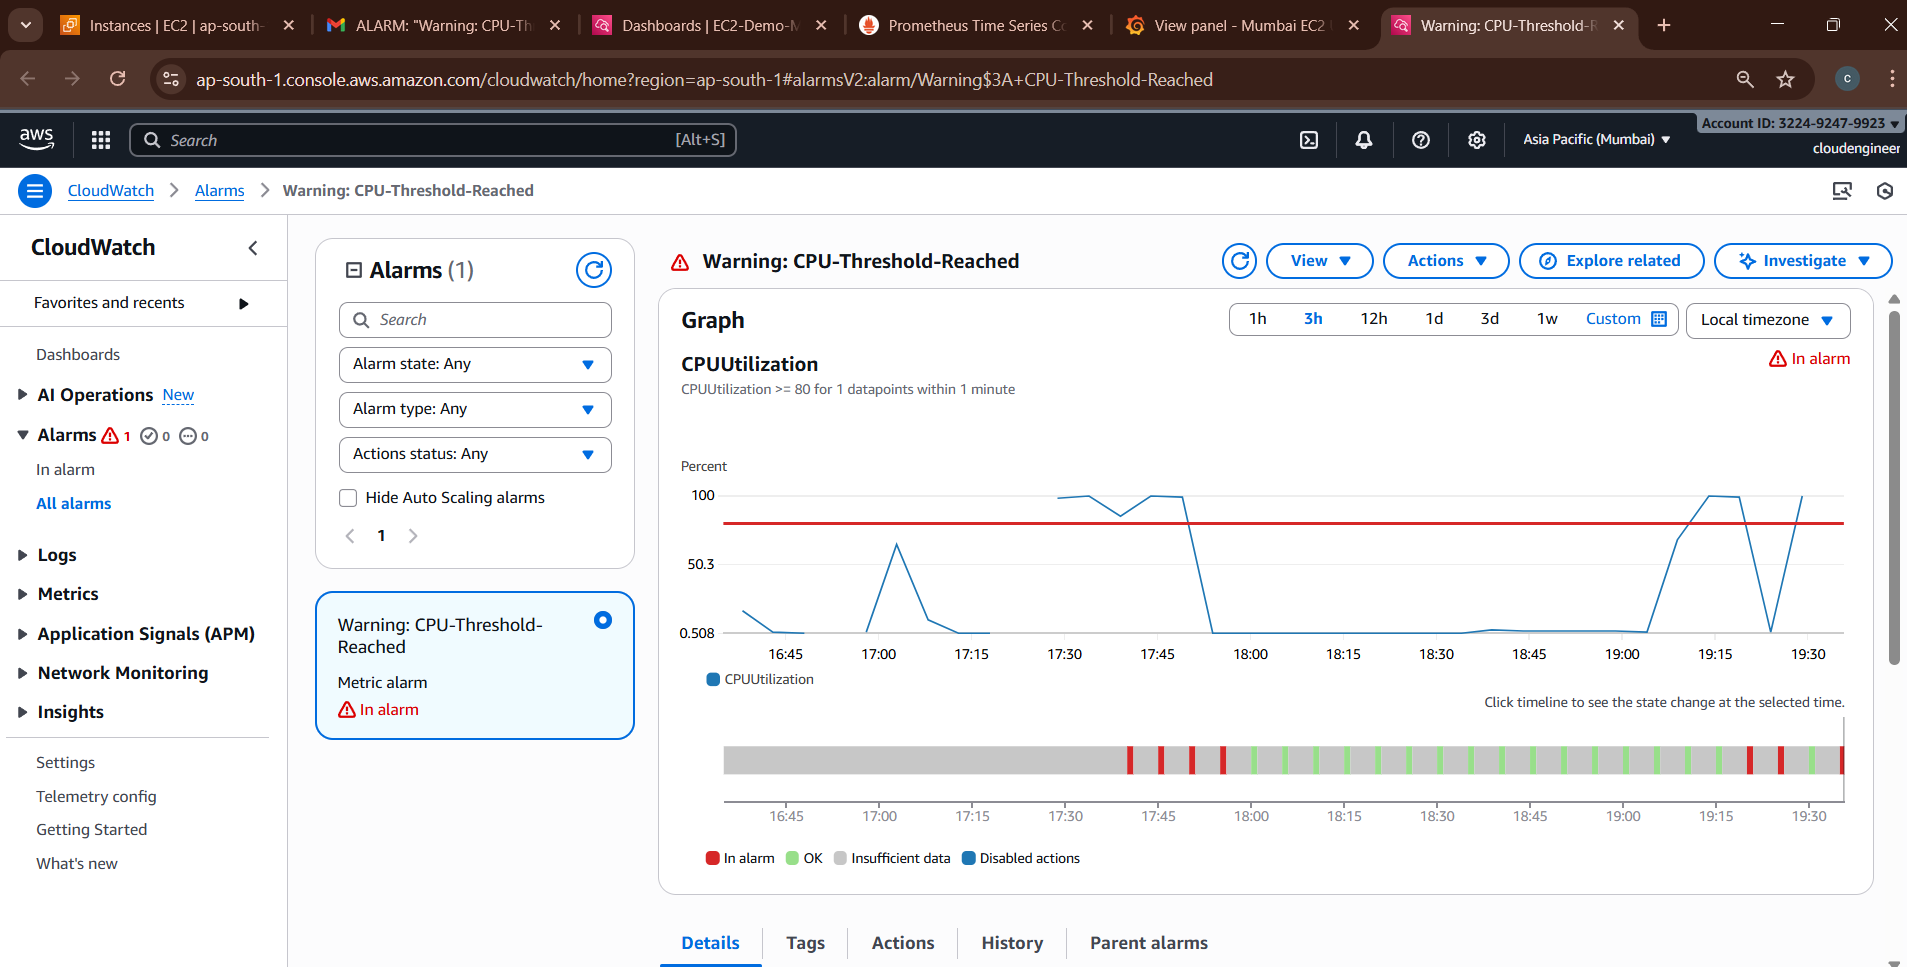 Instances | EC2 | ap-south-
ALARM: "Warning: CPU-Th
Dashboards | EC2-Demo-M
Prometheus Time Series Co
View panel - Mumbai EC2
Warning: CPU-Threshold-R
ap-south-1.console.aws.amazon.com/cloudwatch/home?region=ap-south-1#alarmsV2:alarm/Warning$3A+CPU-Threshold-Reached
C
aws
Search
[Alt+S]
Asia Pacific (Mumbai)
Account ID: 3224-9247-9923
cloudengineer
CloudWatch
Alarms
Warning: CPU-Threshold-Reached
CloudWatch
Favorites and recents
Dashboards
AI Operations New
Alarms 1 0 0
In alarm
All alarms
Logs
Metrics
Application Signals (APM)
Network Monitoring
Insights
Settings
Telemetry config
Getting Started
What's new
Alarms (1)
Search
Alarm state: Any
Alarm type: Any
Actions status: Any
Hide Auto Scaling alarms
1
Warning: CPU-Threshold-
Reached
Metric alarm
In alarm
Warning: CPU-Threshold-Reached
View
Actions
Explore related
Investigate
Graph
1h 3h 12h 1d 3d 1w Custom
Local timezone
CPUUtilization
In alarm
CPUUtilization >= 80 for 1 datapoints within 1 minute
Percent
100
50.3
0.508
16:45 17:00 17:15 17:30 17:45 18:00 18:15 18:30 18:45 19:00 19:15 19:30
CPUUtilization
Click timeline to see the state change at the selected time.
16:45 17:00 17:15 17:30 17:45 18:00 18:15 18:30 18:45 19:00 19:15 19:30
In alarm OK Insufficient data Disabled actions
Details
Tags
Actions
History
Parent alarms